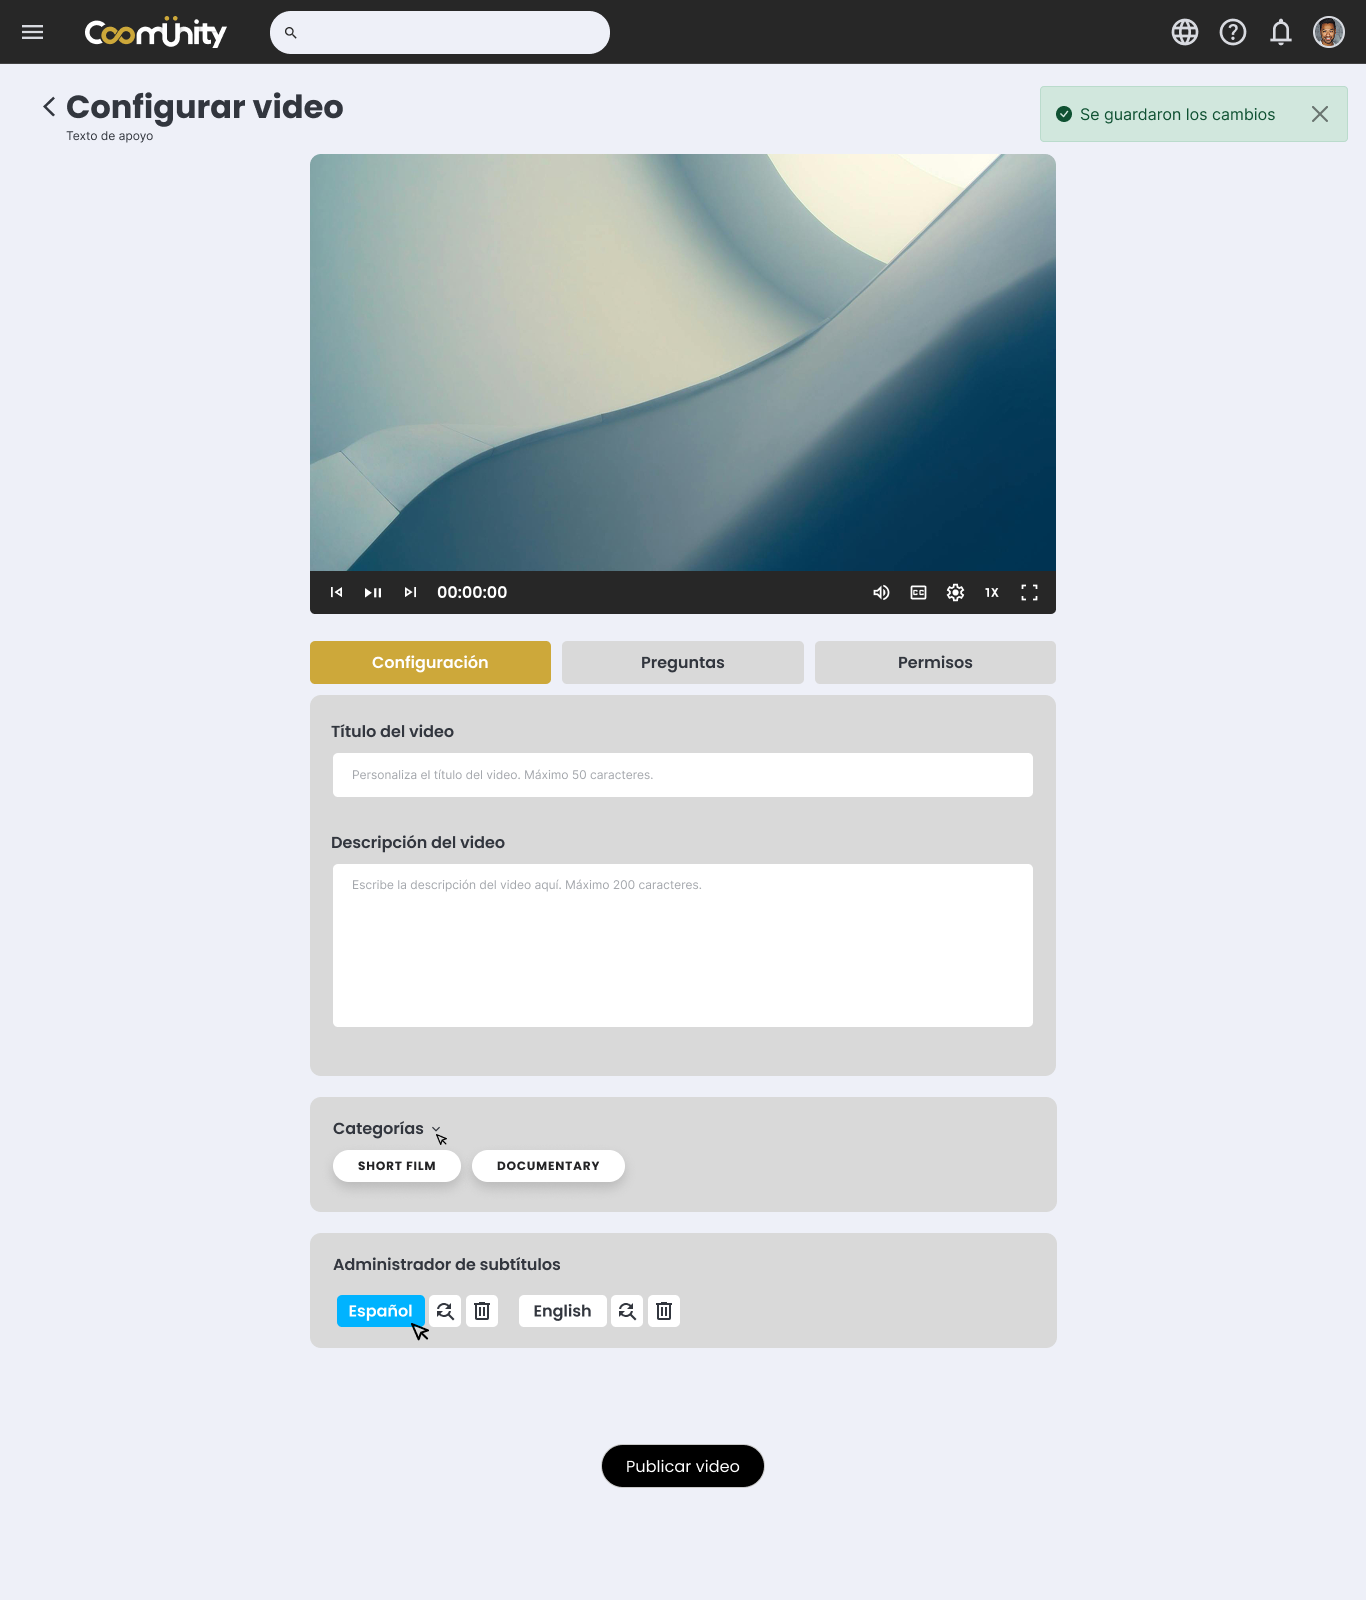 CoomÜnity
Configurar video
Texto de apoyo
Se guardaron los cambios
00:00:00
CC
1X
Configuración
Preguntas
Permisos
Título del video
Personaliza el título del video. Máximo 50 caracteres.
Descripción del video
Escribe la descripción del video aquí. Máximo 200 caracteres.
Categorías
SHORT FILM
DOCUMENTARY
Administrador de subtítulos
Español
English
Publicar video